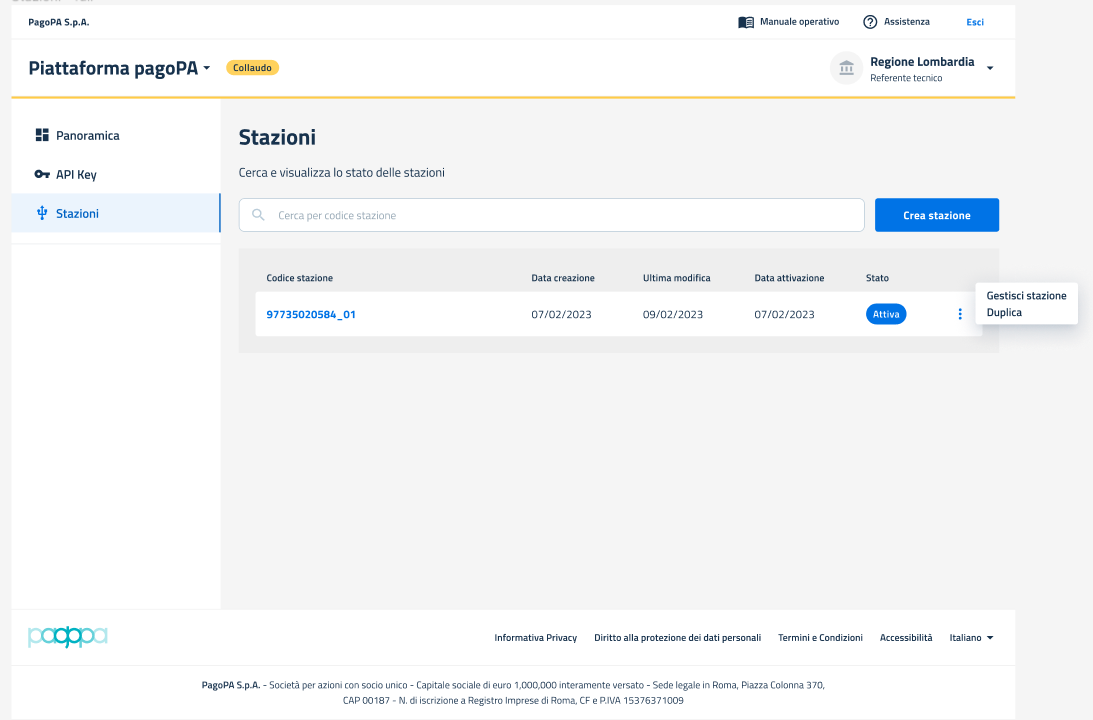 PagoPA S.p.A.
Manuale operativo
Assistenza
Esci
Piattaforma pagoPA
Collaudo
Regione Lombardia
Referente tecnico
Panoramica
API Key
Stazioni
Stazioni
Cerca e visualizza lo stato delle stazioni
Cerca per codice stazione
Crea stazione
Codice stazione Data creazione Ultima modifica Data attivazione Stato
97735020584_01 07/02/2023 09/02/2023 07/02/2023 Attiva
Gestisci stazione
Duplica
pagopa
Informativa Privacy Diritto alla protezione dei dati personali Termini e Condizioni Accessibilità Italiano
PagoPA S.p.A. - Società per azioni con socio unico - Capitale sociale di euro 1,000,000 interamente versato - Sede legale in Roma, Piazza Colonna 370,
CAP 00187 - N. di iscrizione a Registro Imprese di Roma, CF e P.IVA 15376371009